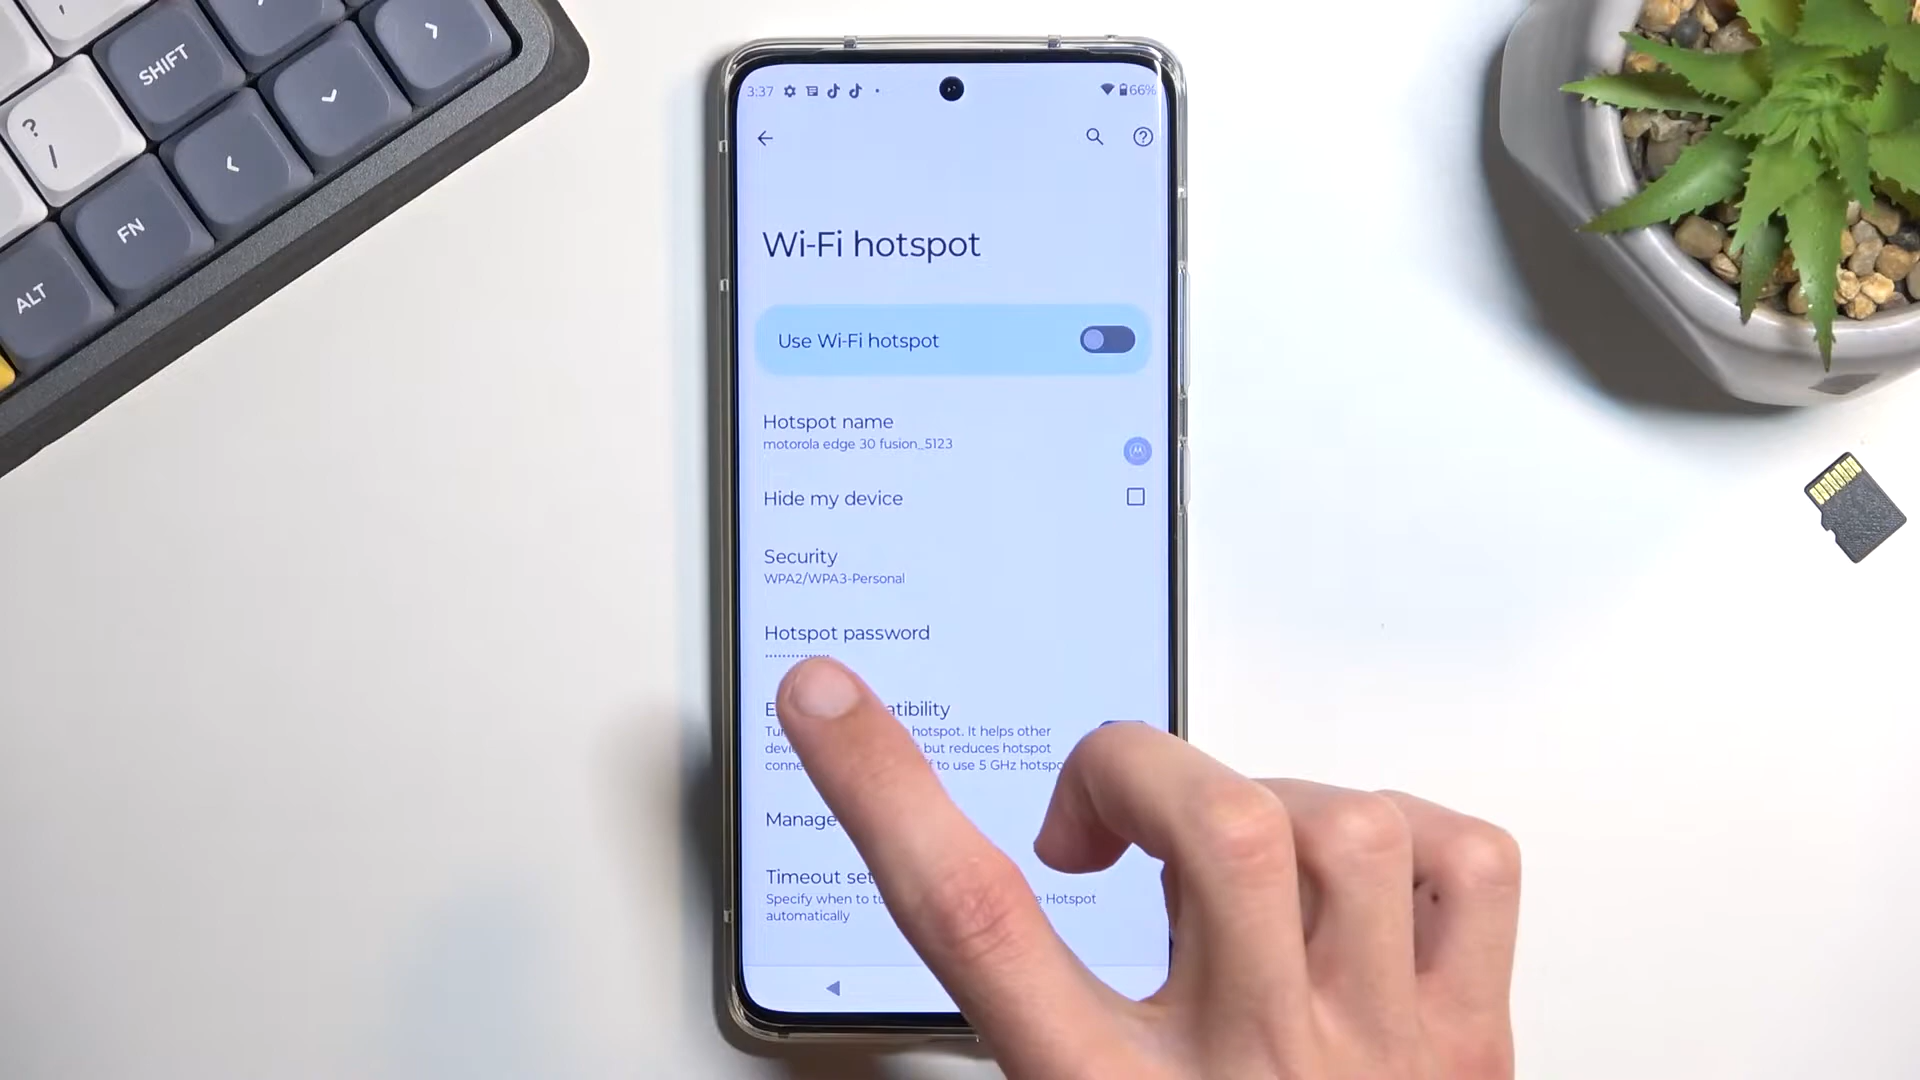 SHIFT
?
FN
ALT
3:37
66%
Wi-Fi hotspot
Use Wi-Fi hotspot
Hotspot name
motorola edge 30 fusion_5123
Hide my device
Security
WPA2/WPA3-Personal
Hotspot password
...............
atibility
hotspot. It helps other
but reduces hotspot
to use 5 GHz
Manage
Timeout
Specify when to
Hotspot
automatically